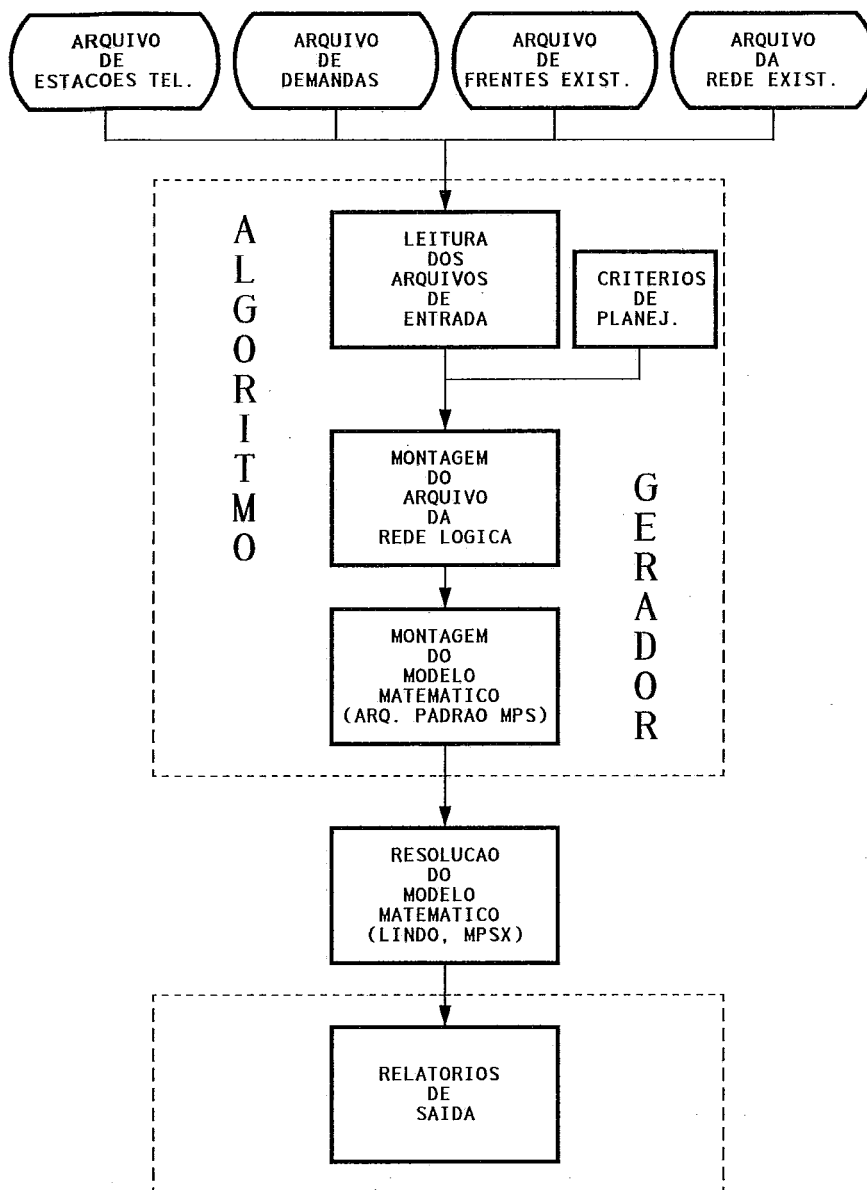 ARQUIVO
DE
ESTACOES TEL.
ARQUIVO
DE
DEMANDAS
ARQUIVO
DE
FRENTES EXIST.
ARQUIVO
DA
REDE EXIST.
ALGORITMO
LEITURA
DOS
ARQUIVOS
DE
ENTRADA
CRITERIOS
DE
PLANEJ.
MONTAGEM
DO
ARQUIVO
DA
REDE LOGICA
GERADOR
MONTAGEM
DO
MODELO
MATEMATICO
(ARQ. PADRAO MPS)
RESOLUCAO
DO
MODELO
MATEMATICO
(LINDO, MPSX)
RELATORIOS
DE
SAIDA